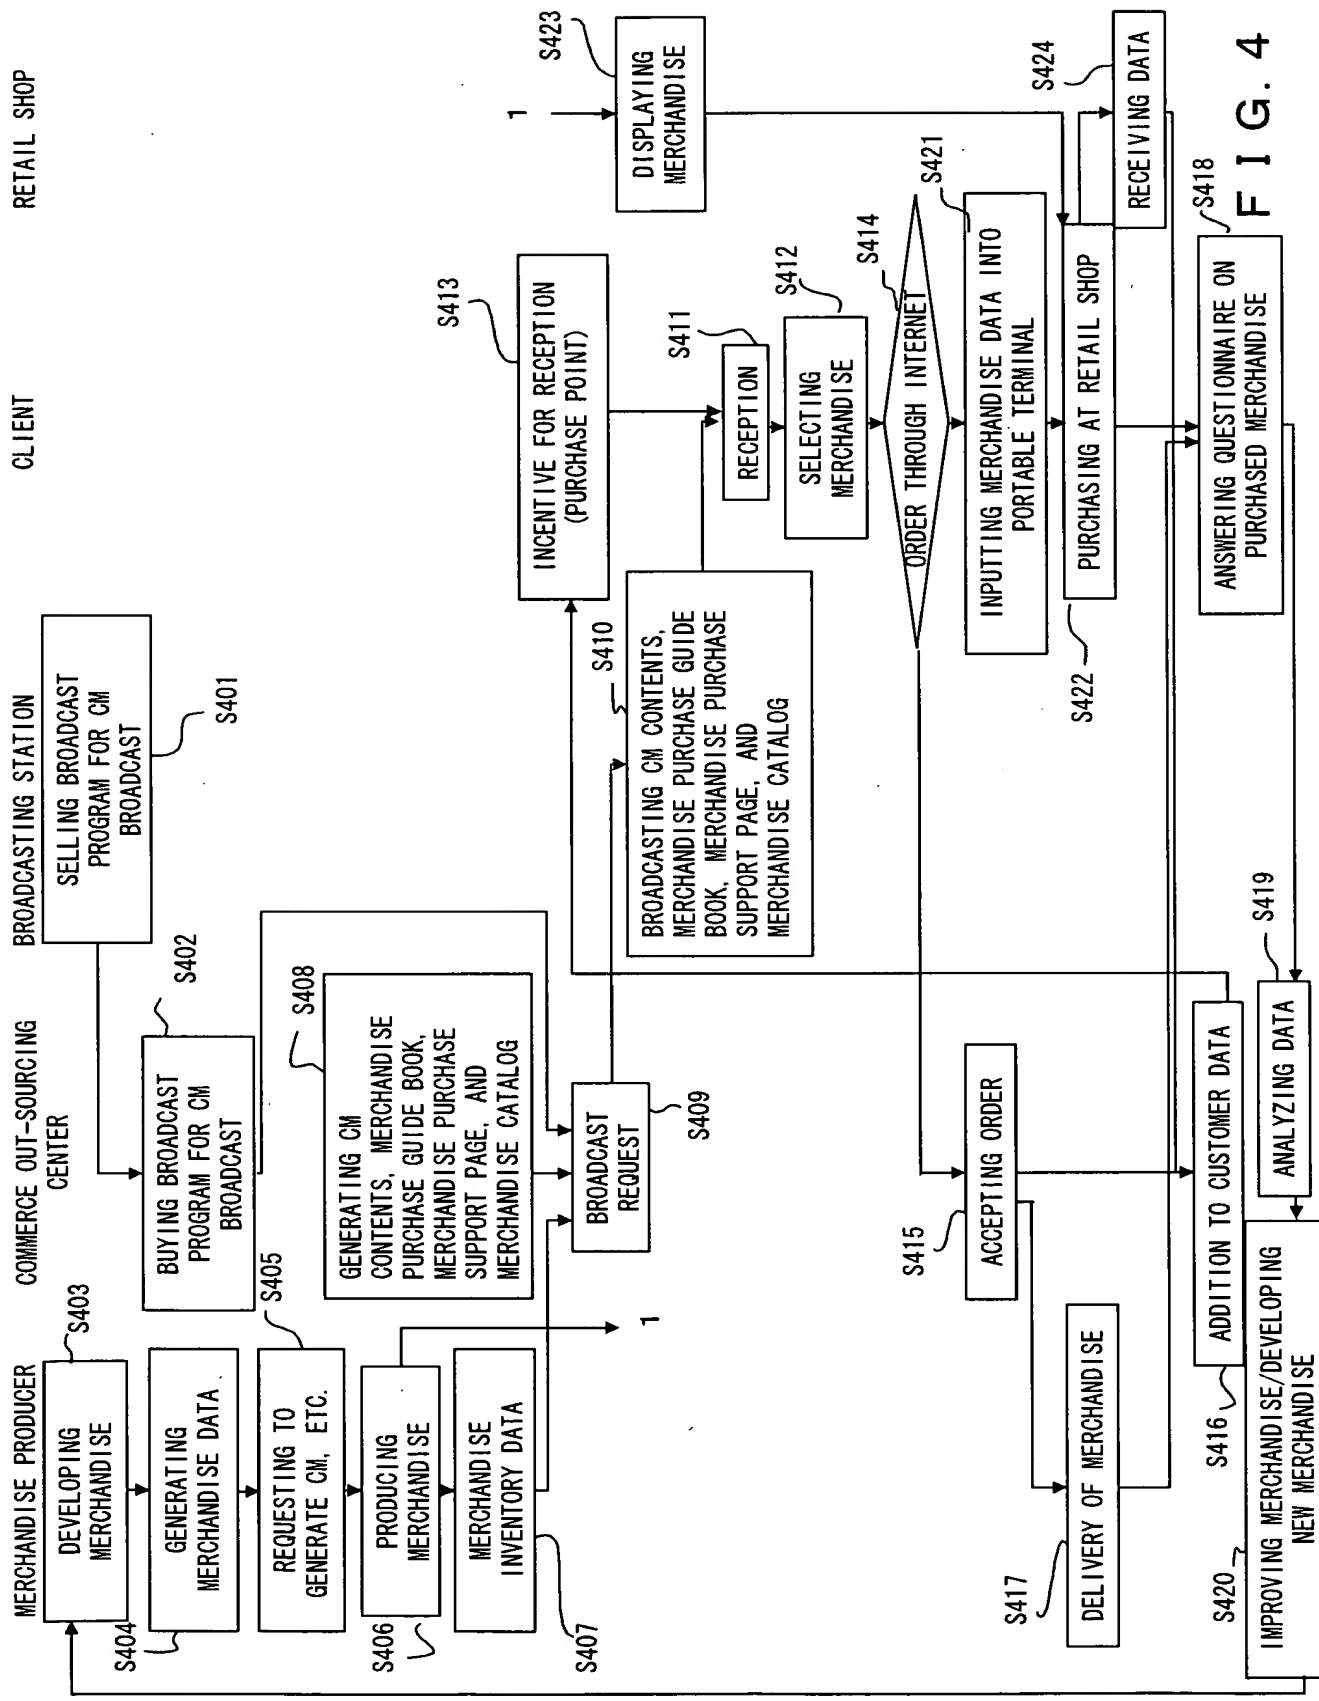 MERCHANDISE PRODUCER
COMMERCE OUT-SOURCING
CENTER
BROADCASTING STATION
CLIENT
RETAIL SHOP
DEVELOPING
MERCHANDISE
S403
GENERATING
MERCHANDISE DATA
S404
REQUESTING TO
GENERATE CM, ETC.
S405
PRODUCING
MERCHANDISE
S406
MERCHANDISE
INVENTORY DATA
S407
1
BUYING BROADCAST
PROGRAM FOR CM
BROADCAST
S402
SELLING BROADCAST
PROGRAM FOR CM
BROADCAST
S401
GENERATING CM
CONTENTS, MERCHANDISE
PURCHASE GUIDE BOOK,
MERCHANDISE PURCHASE
SUPPORT PAGE, AND
MERCHANDISE CATALOG
S408
BROADCAST
REQUEST
S409
BROADCASTING CM CONTENTS,
MERCHANDISE PURCHASE GUIDE
BOOK, MERCHANDISE PURCHASE
SUPPORT PAGE, AND
MERCHANDISE CATALOG
S410
INCENTIVE FOR RECEPTION
(PURCHASE POINT)
S413
RECEPTION
S411
SELECTING
MERCHANDISE
S412
ORDER THROUGH INTERNET
S414
1
DISPLAYING
MERCHANDISE
S423
INPUTTING MERCHANDISE DATA INTO
PORTABLE TERMINAL
S421
PURCHASING AT RETAIL SHOP
S422
RECEIVING DATA
S424
ACCEPTING ORDER
S415
DELIVERY OF MERCHANDISE
S417
ADDITION TO CUSTOMER DATA
S416
ANSWERING QUESTIONNAIRE ON
PURCHASED MERCHANDISE
S418
ANALYZING DATA
S419
IMPROVING MERCHANDISE/DEVELOPING
NEW MERCHANDISE
S420
FIG. 4